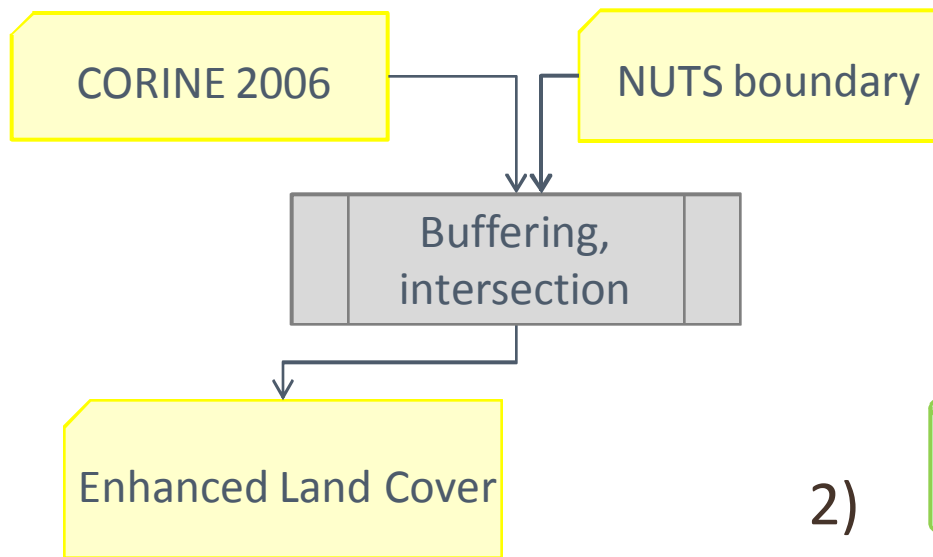 CORINE 2006
NUTS boundary
Buffering,
intersection
Enhanced Land Cover
2)